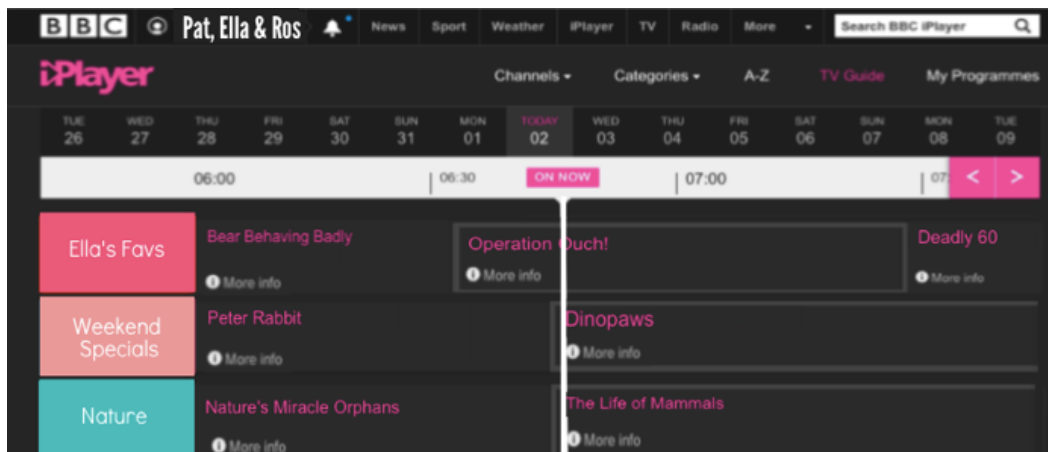 BBC Pat, Ella & Ros News Sport Weather iPlayer TV Radio More Search BBC iPlayer
iPlayer Channels Categories A-Z TV Guide My Programmes
TUE WED THU FRI SAT SUN MON TODAY WED THU FRI SAT SUN MON TUE
26 27 28 29 30 31 01 02 03 04 05 06 07 08 09
06:00 06:30 ON NOW 07:00 07: < >
Ella's Favs
Bear Behaving Badly
More info
Operation Ouch!
More info
Deadly 60
More info
Weekend
Specials
Peter Rabbit
More info
Dinopaws
More info
Nature
Nature's Miracle Orphans
More info
The Life of Mammals
More info